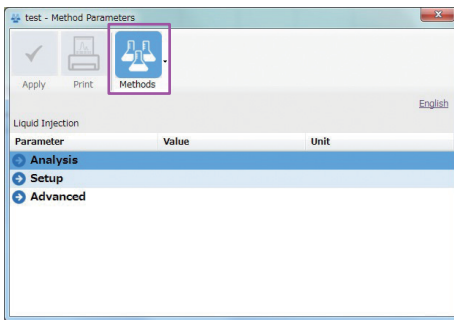 test - Method Parameters
Apply Print Methods
English
Liquid Injection
Parameter Value Unit
Analysis
Setup
Advanced